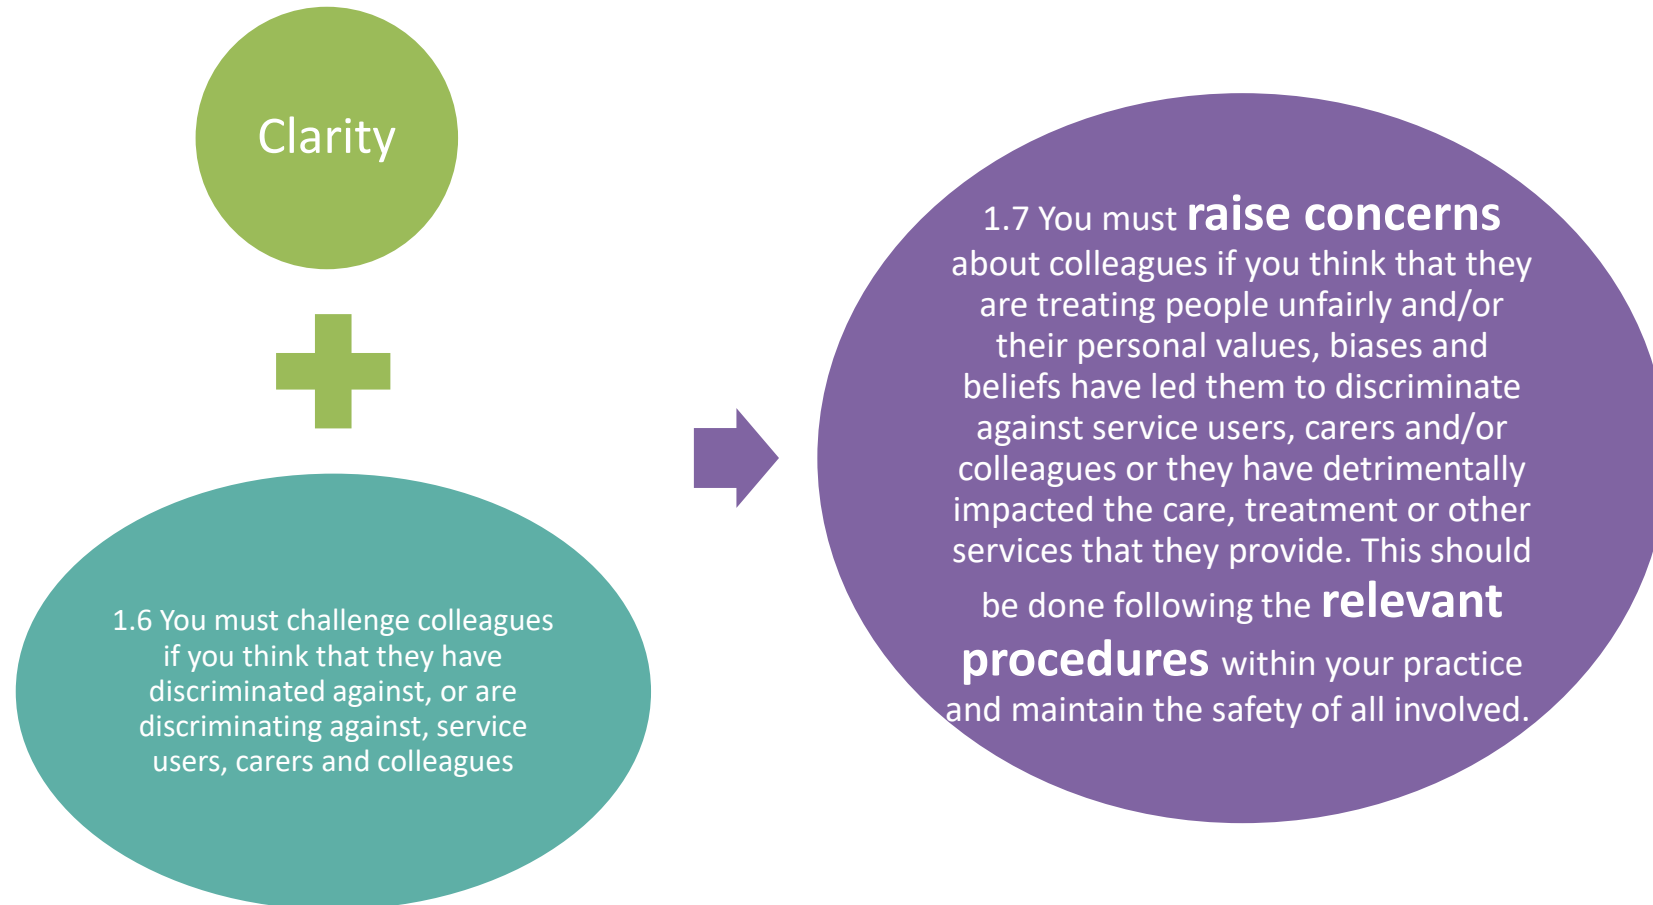 Clarity
1.6 You must challenge colleagues
if you think that they have
discriminated against, or are
discriminating against, service
users, carers and colleagues
1.7 You must raise concerns
about colleagues if you think that they
are treating people unfairly and/or
their personal values, biases and
beliefs have led them to discriminate
against service users, carers and/or
colleagues or they have detrimentally
impacted the care, treatment or other
services that they provide. This should
be done following the relevant
procedures within your practice
and maintain the safety of all involved.